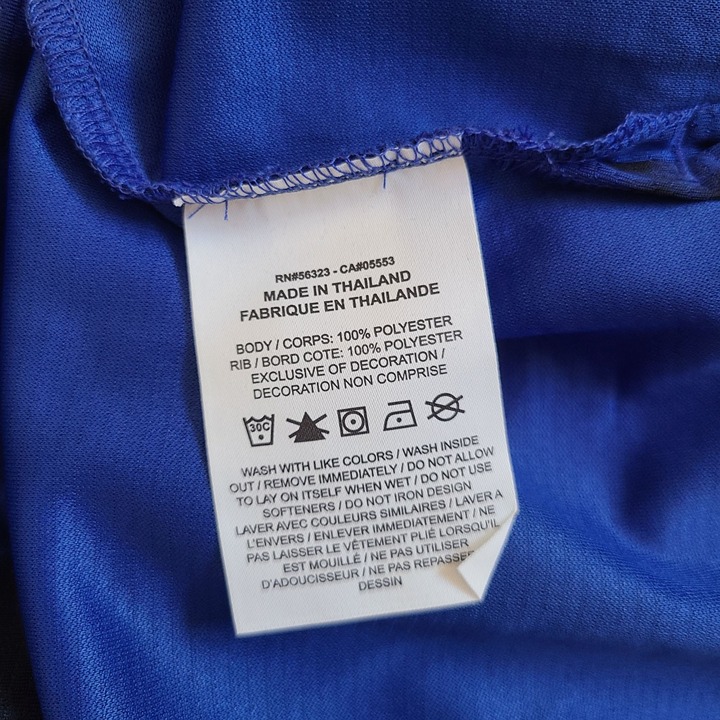 RN#56323 - CA#05553
MADE IN THAILAND
FABRIQUE EN THAILANDE
BODY / CORPS: 100% POLYESTER
RIB / BORD COTE: 100% POLYESTER
EXCLUSIVE OF DECORATION /
DECORATION NON COMPRISE
30C
WASH WITH LIKE COLORS / WASH INSIDE
OUT / REMOVE IMMEDIATELY / DO NOT ALLOW
TO LAY ON ITSELF WHEN WET / DO NOT USE
SOFTENERS / DO NOT IRON DESIGN
LAVER AVEC COULEURS SIMILAIRES / LAVER A
L'ENVERS / ENLEVER IMMEDIATEMENT / NE
PAS LAISSER LE VÊTEMENT PLIÉ LORSQU'IL
EST MOUILLÉ / NE PAS UTILISER
D'ADOUCISSEUR / NE PAS REPASSER
DESSIN